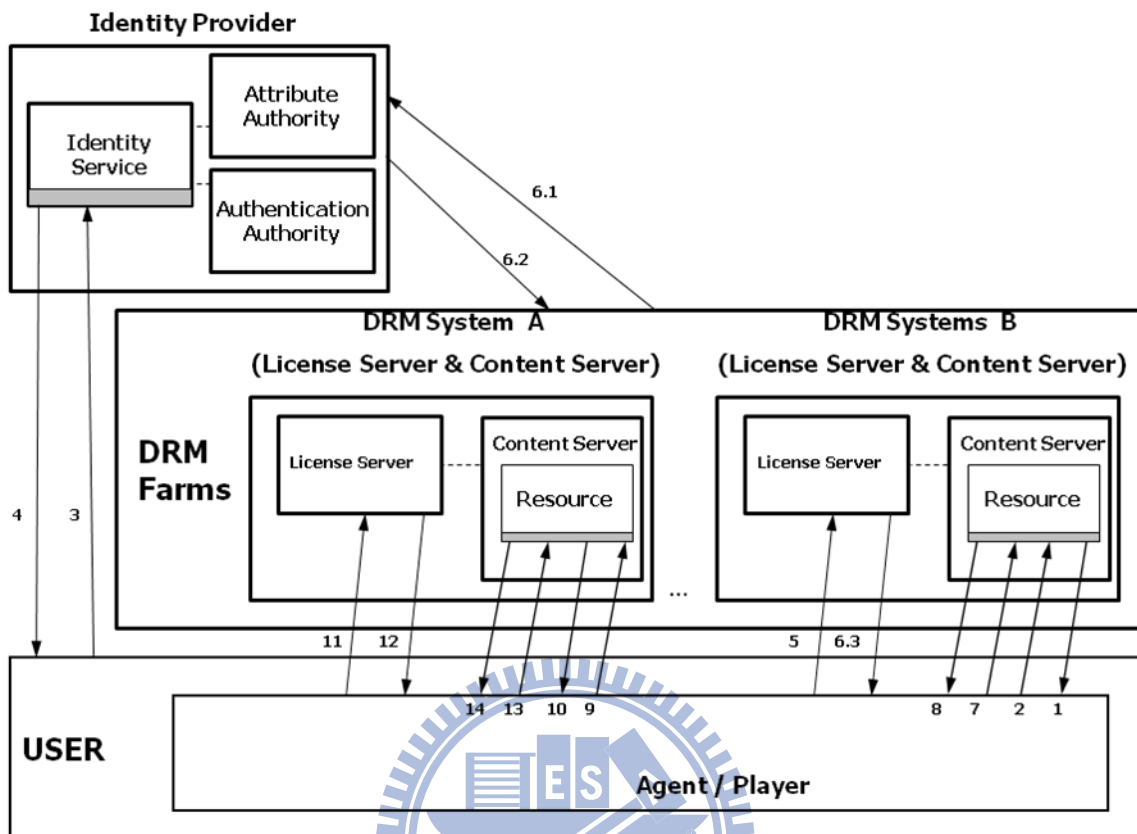 Identity Provider
Attribute
Authority
Identity
Service
Authentication
Authority
6.1
6.2
DRM System A
(License Server & Content Server)
DRM Systems B
(License Server & Content Server)
DRM
Farms
License Server
Content Server
Resource
License Server
Content Server
Resource
...
4
3
11
12
5
6.3
14
13
10
9
8
7
2
1
USER
E S
Agent / Player